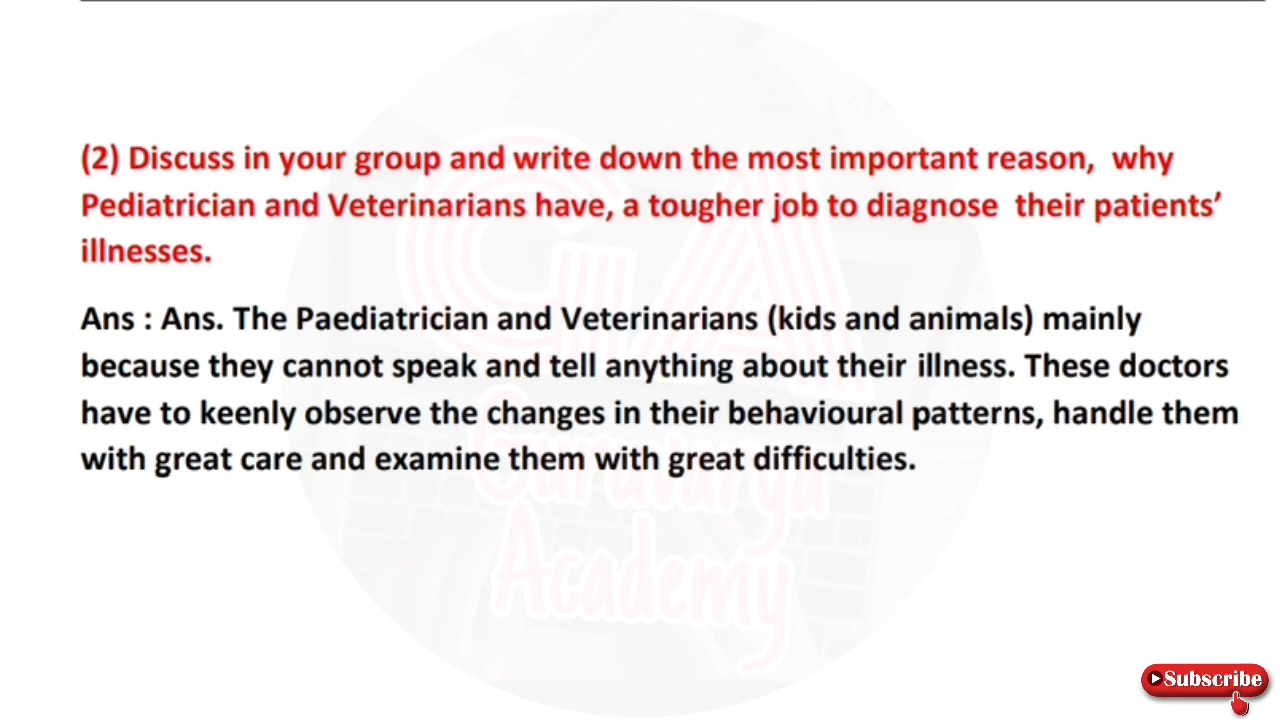 (2) Discuss in your group and write down the most important reason, why
Pediatrician and Veterinarians have, a tougher job to diagnose their patients'
illnesses.
Ans : Ans. The Paediatrician and Veterinarians (kids and animals) mainly
because they cannot speak and tell anything about their illness. These doctors
have to keenly observe the changes in their behavioural patterns, handle them
with great care and examine them with great difficulties.
GA
Guruvarya
Academy
Subscribe